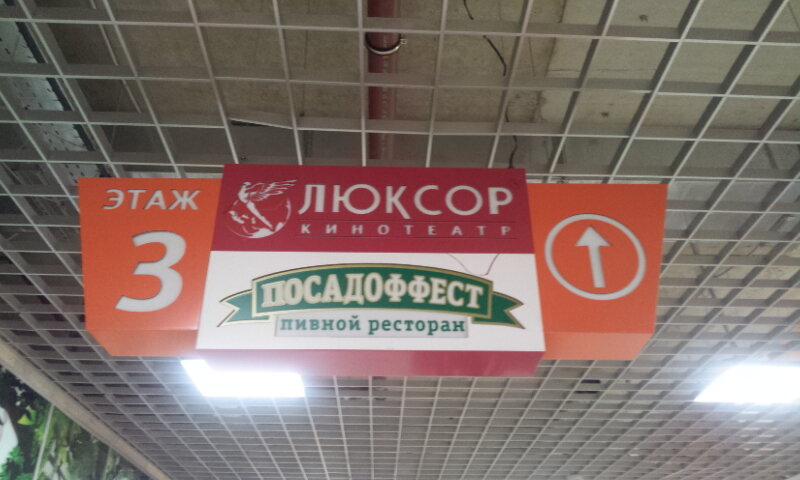 ЭТАЖ
3
ЛЮКСОР
КИНОТЕАТР
ПОСАДОФФЕСТ
пивной ресторан